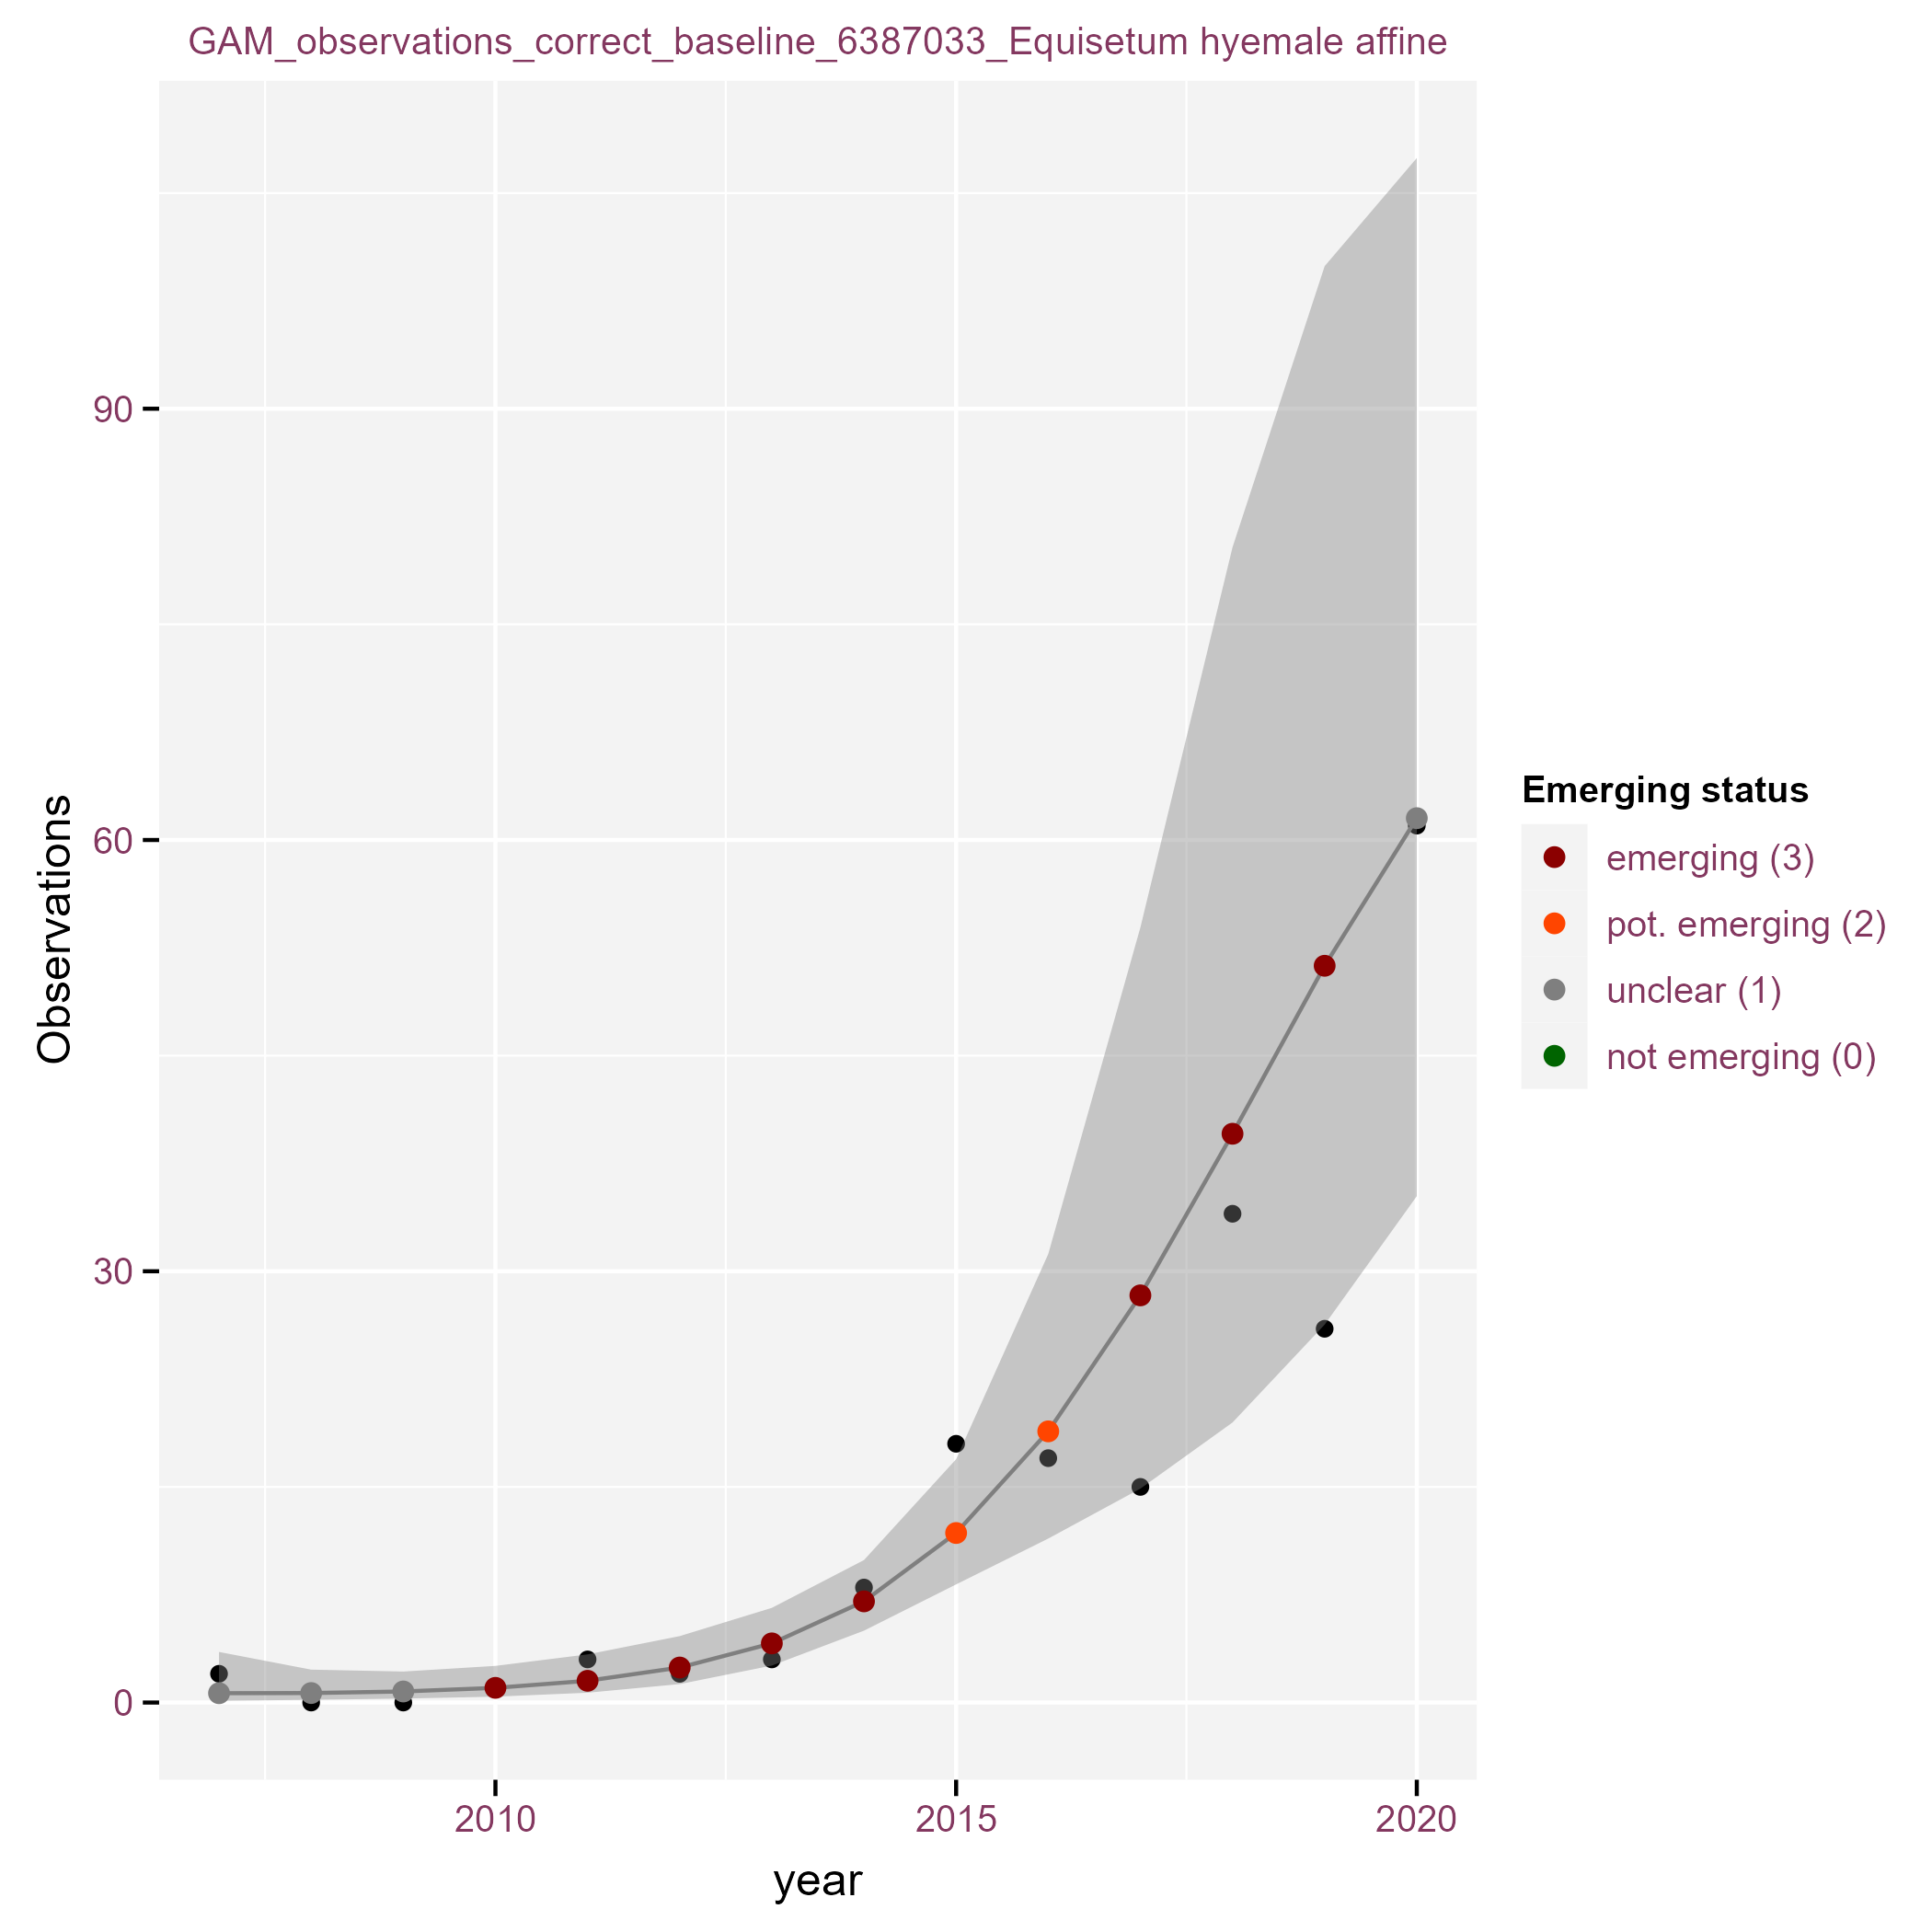 GAM_observations_correct_baseline_6387033_Equisetum hyemale affine
90
60
30
0
Observations
2010
2015
2020
year
Emerging status
emerging (3)
pot. emerging (2)
unclear (1)
not emerging (0)